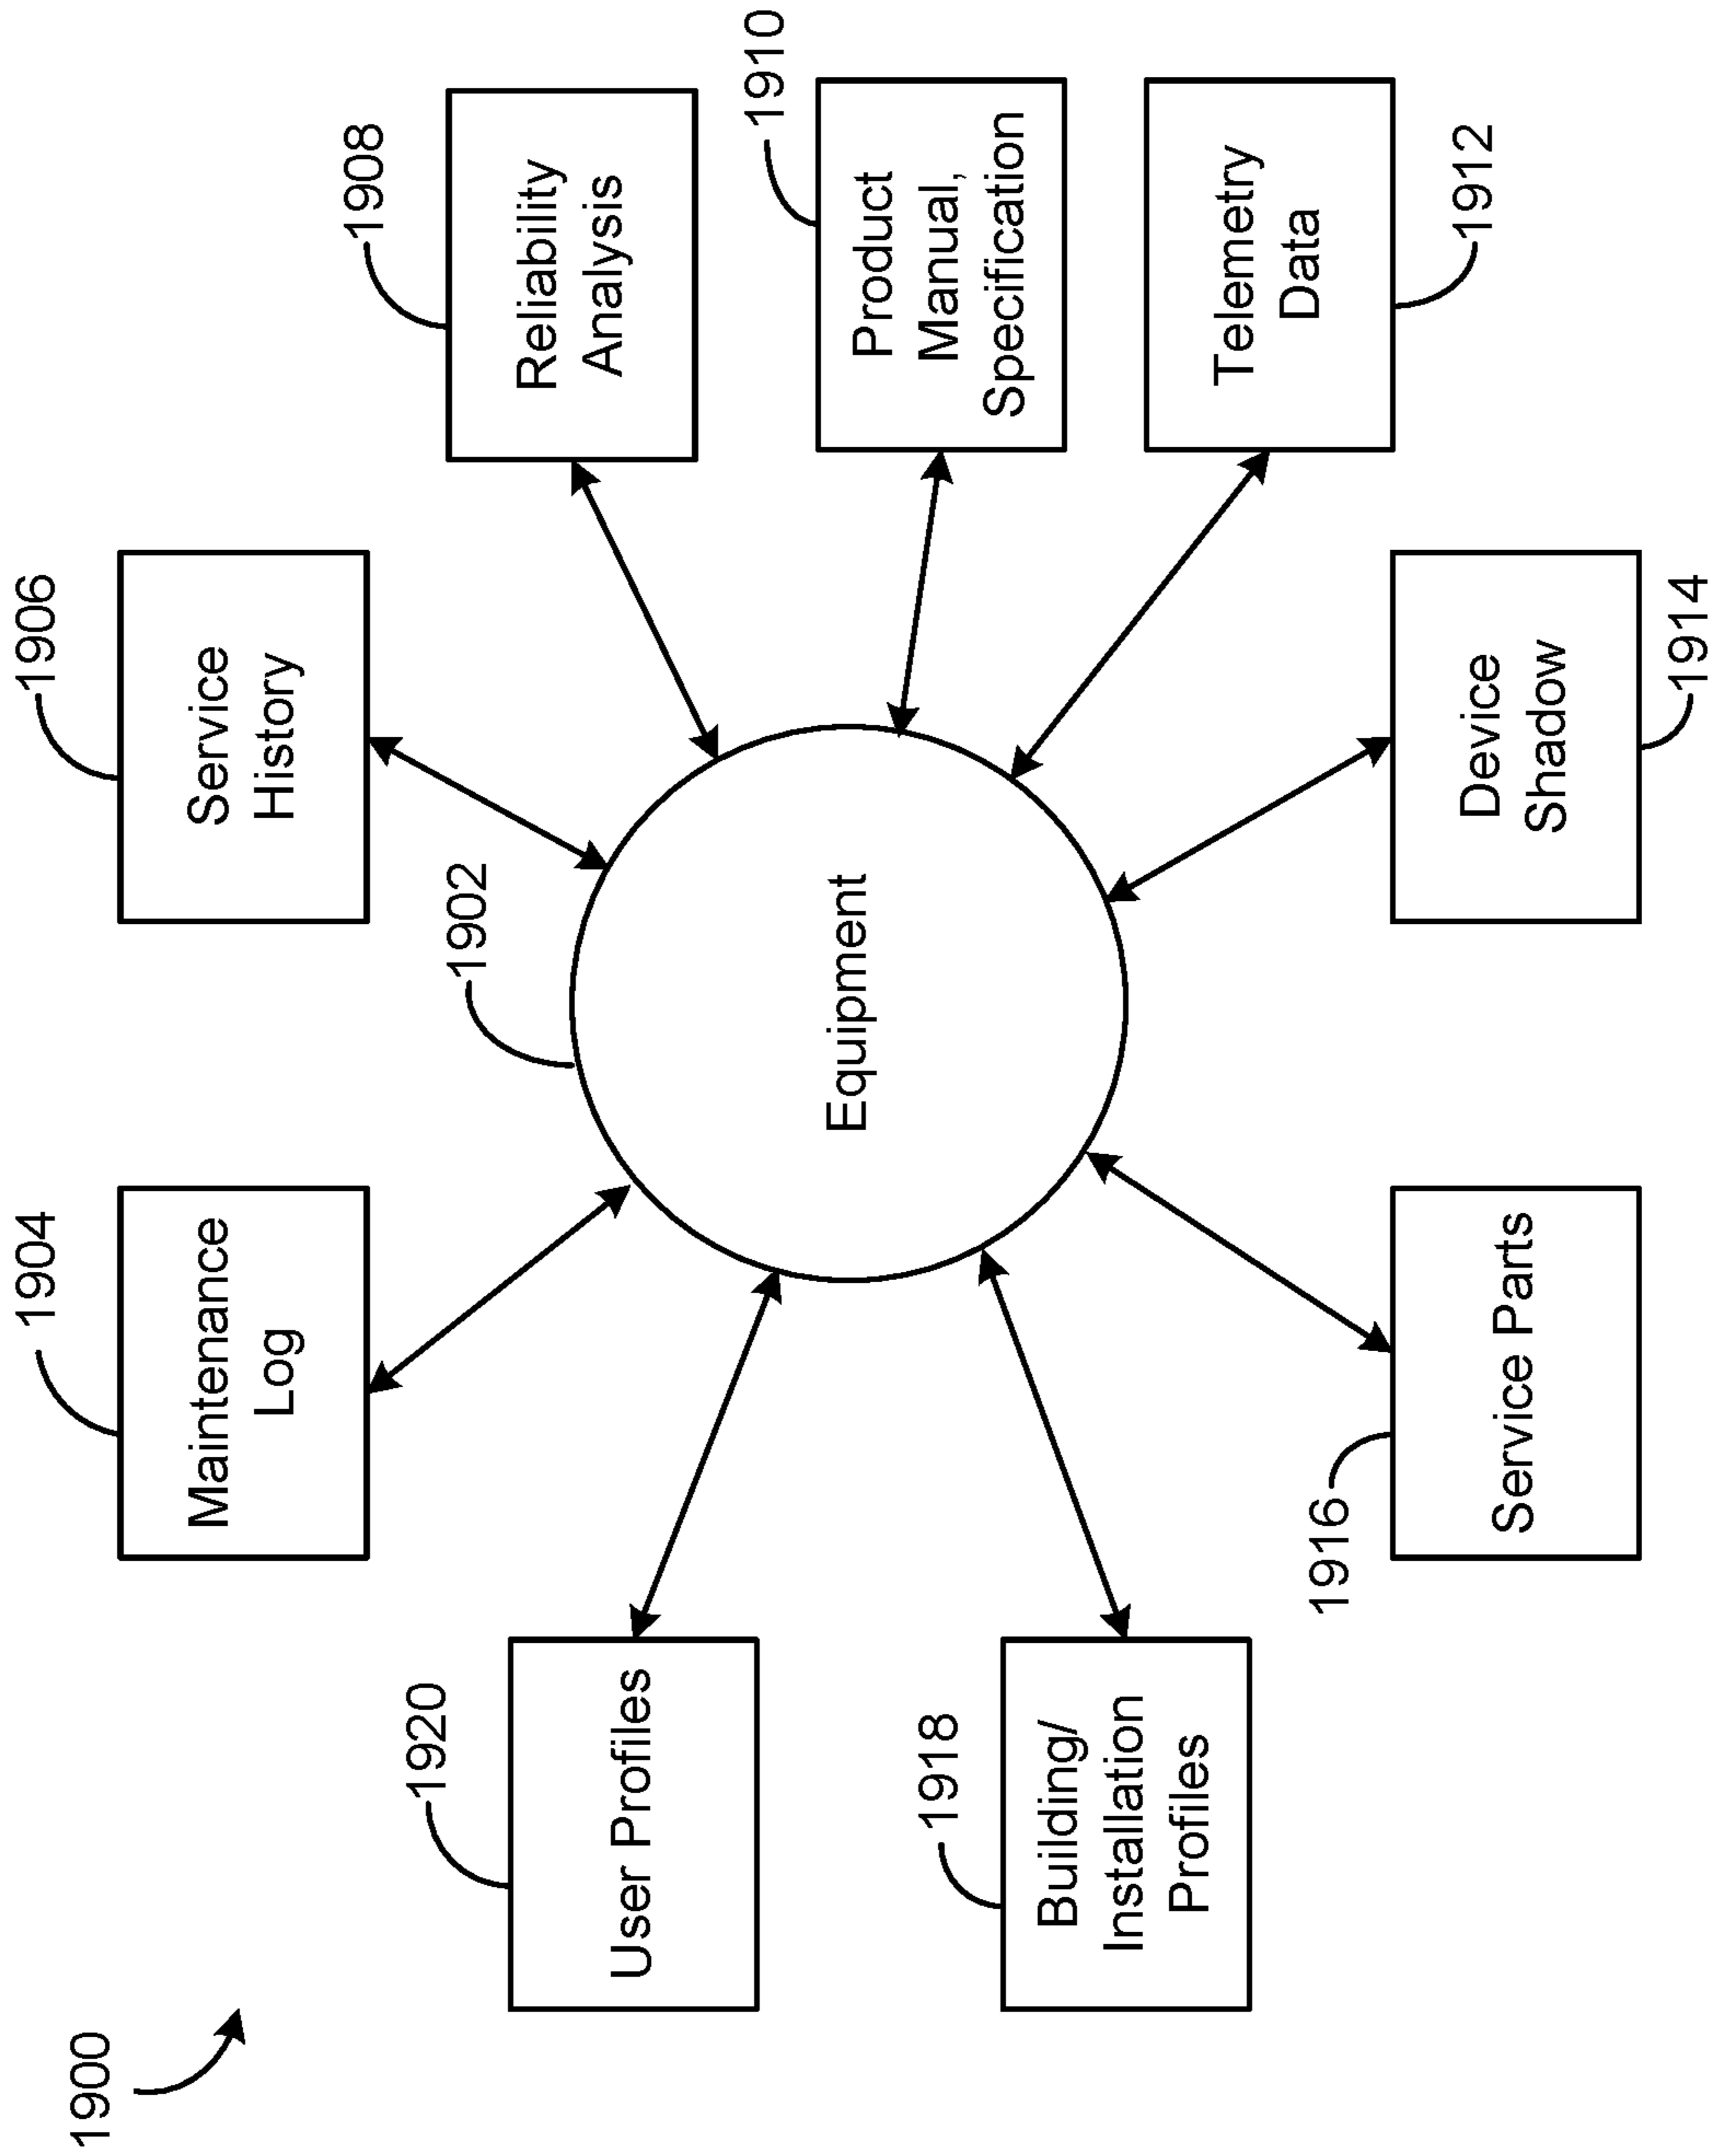 1900
1904
Maintenance
Log
1906
Service
History
1902
Equipment
1920
User Profiles
1908
Reliability
Analysis
1918
Building/
Installation
Profiles
1910
Product
Manual,
Specification
1916
Service Parts
Device
Shadow
1914
Telemetry
Data
1912